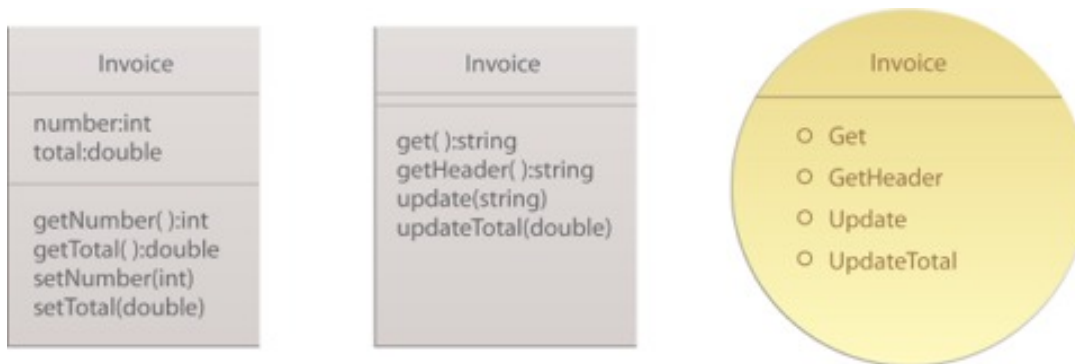 Invoice
number:int
total:double
getNumber( ):int
getTotal( ):double
setNumber(int)
setTotal(double)
Invoice
get( ):string
getHeader( ):string
update(string)
updateTotal(double)
Invoice
Get
GetHeader
Update
UpdateTotal